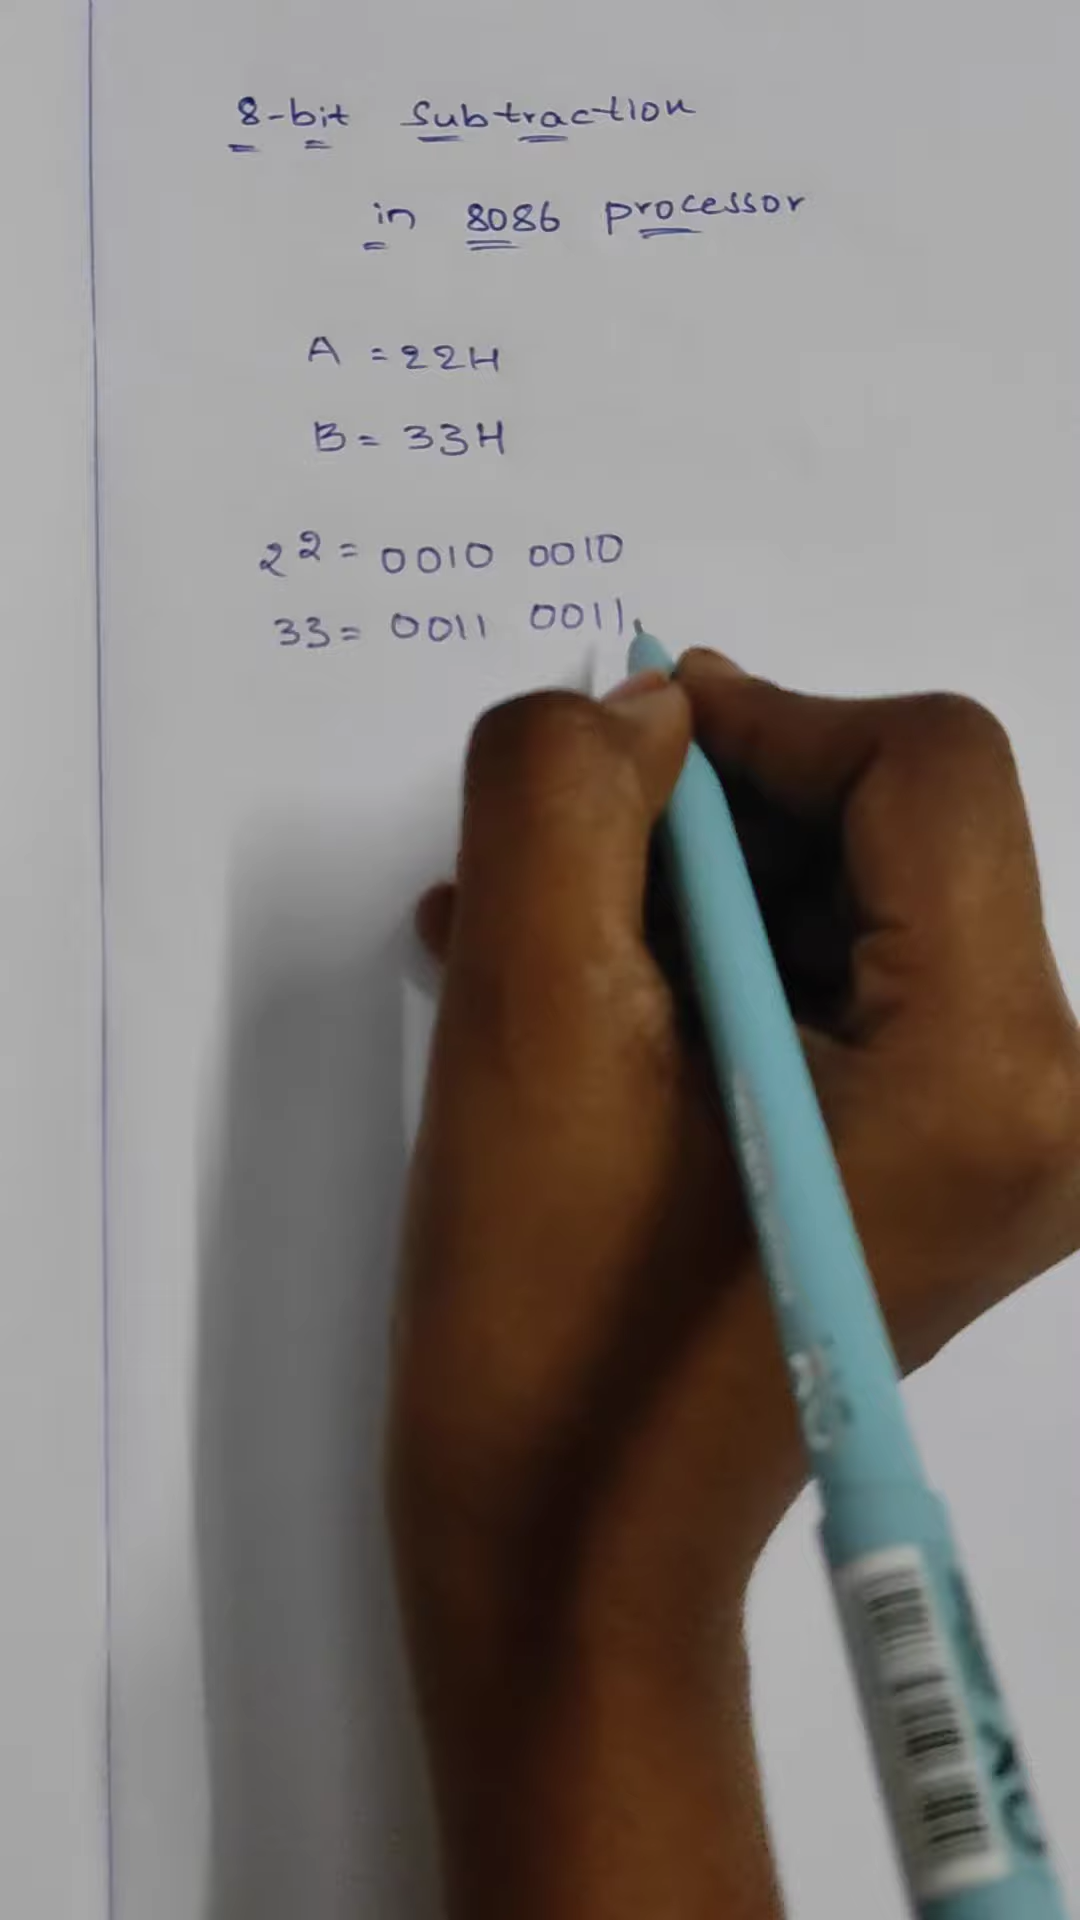 8-bit Subtraction
in 8086 processor
A = 22H
B = 33H
22 = 0010 0010
33 = 0011 0011